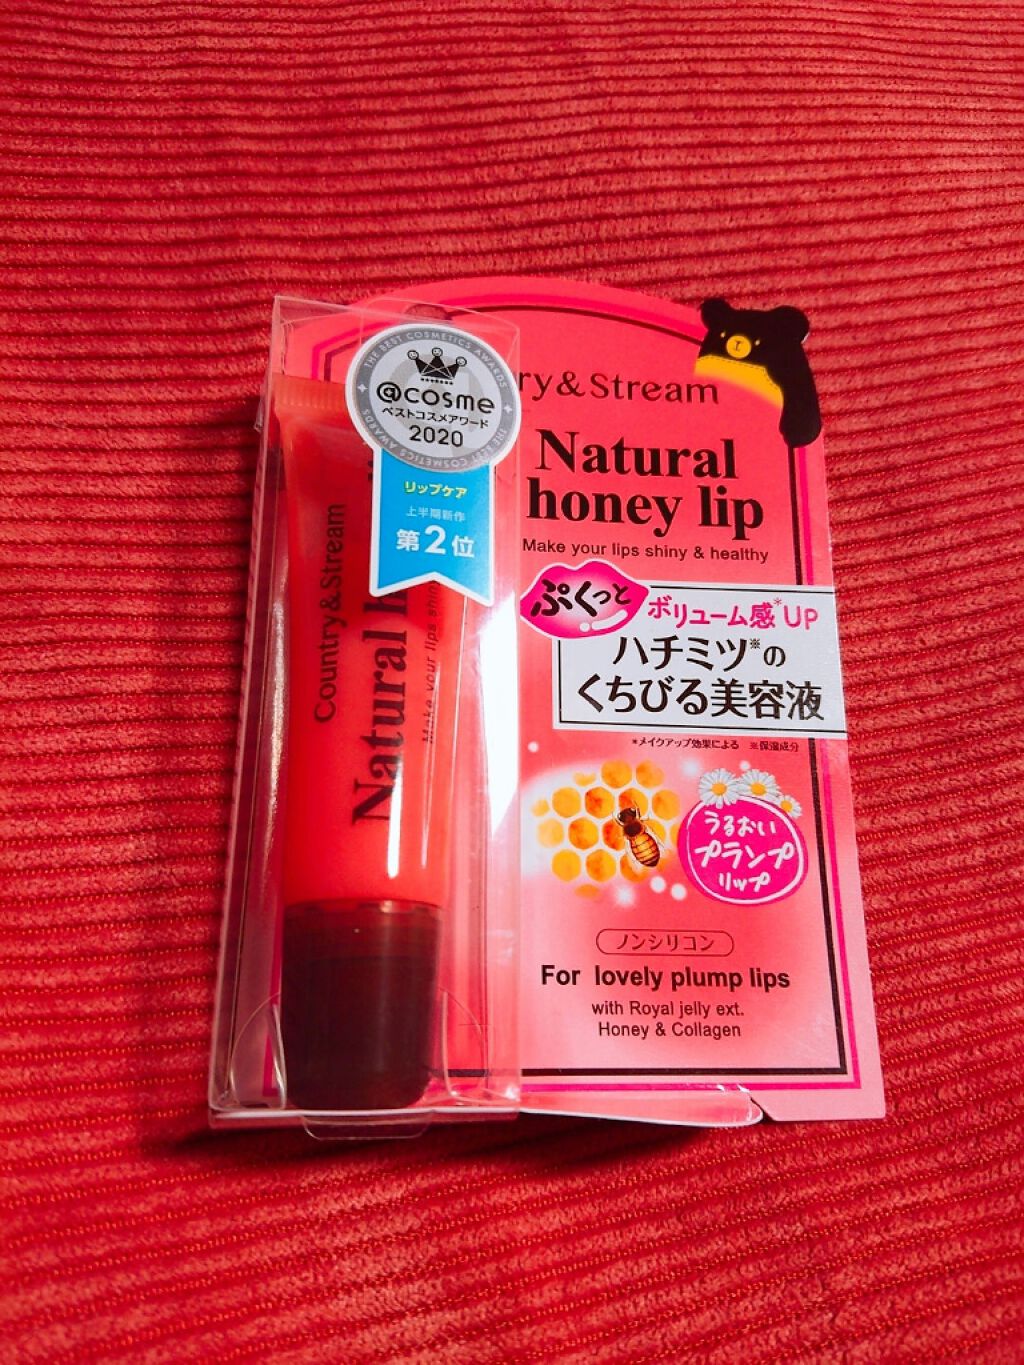 THE BEST COSMETICS AWARDS
@cosme
ベストコスメアワード
2020
THE BEST COSMETICS AWARDS
リップケア
上半期新作
第2位
Country&Stream
Natural h
Make your lips shin
ry&Stream
Natural
honey lip
Make your lips shiny & healthy
ぷくっと
ボリューム感*UP
ハチミツ※の
くちびる美容液
*メイクアップ効果による ※保湿成分
うるおい
プランプ
リップ
ノンシリコン
For lovely plump lips
with Royal jelly ext.
Honey & Collagen